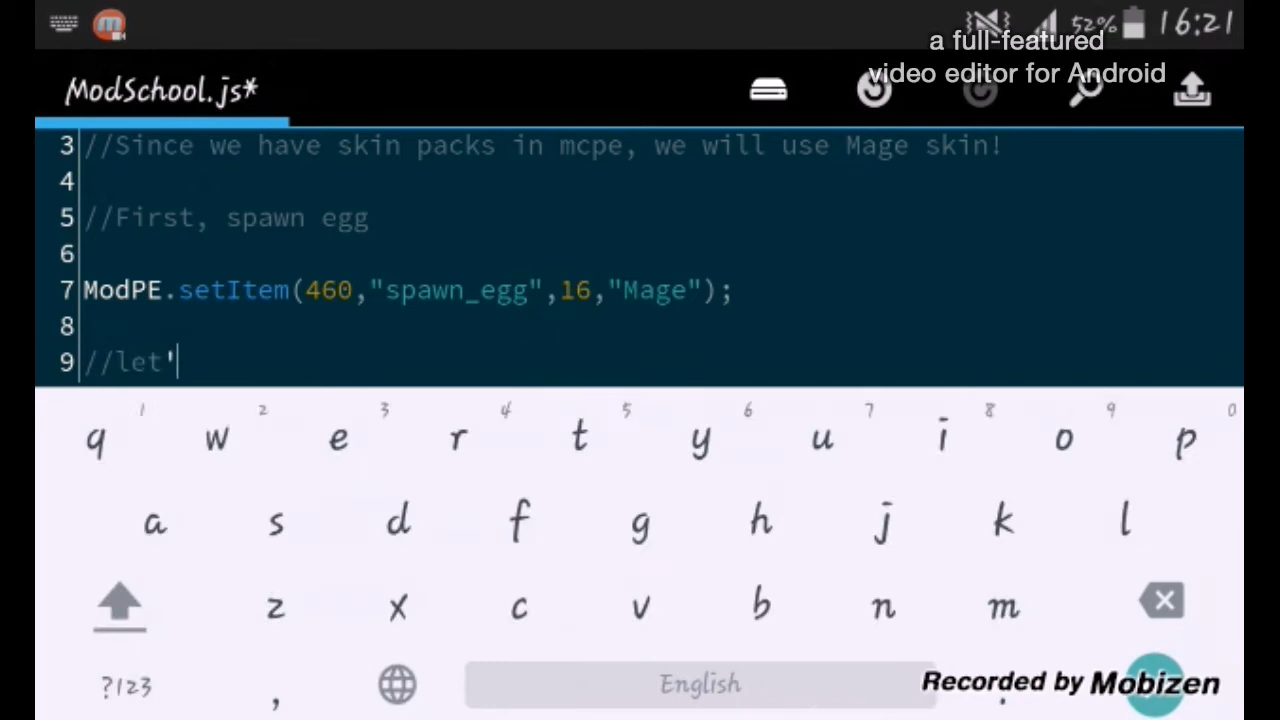 52% 16:21
a full-featured
video editor for Android
ModSchool.js*
3 //Since we have skin packs in mcpe, we will use Mage skin!
4
5 //First, spawn egg
6
7 ModPE.setItem(460,"spawn_egg",16,"Mage");
8
9 //let'
1 2 3 4 5 6 7 8 9 0
q w e r t y u i o p
a s d f g h j k l
z x c v b n m
?123 , English .
Recorded by Mobizen